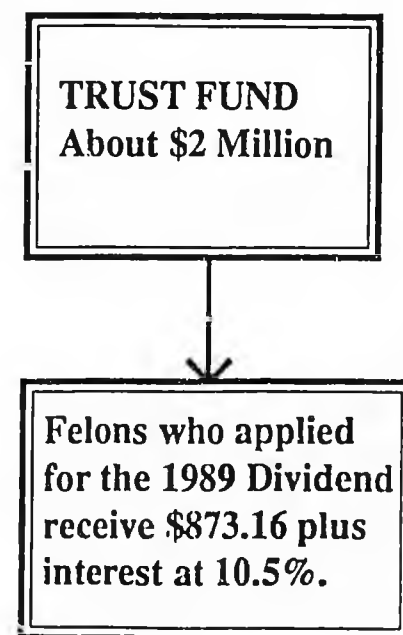 TRUST FUND
About $2 Million
Felons who applied
for the 1989 Dividend
receive $873.16 plus
interest at 10.5%.